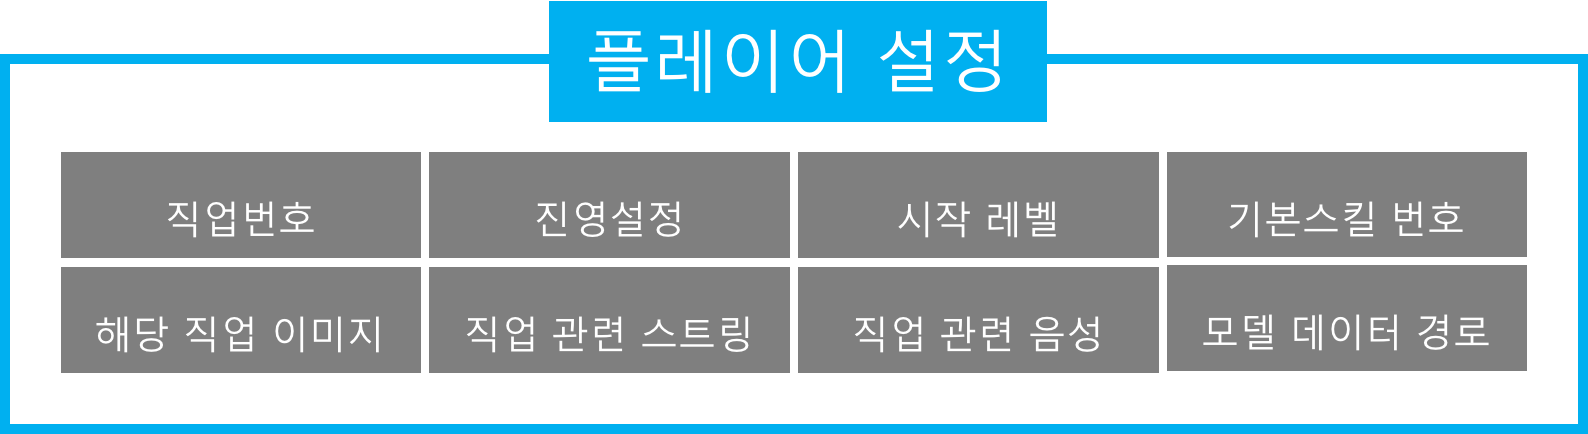 플레이어 설정
직업번호
진영설정
시작 레벨
기본스킬 번호
해당 직업 이미지
직업 관련 스트링
직업 관련 음성
모델 데이터 경로